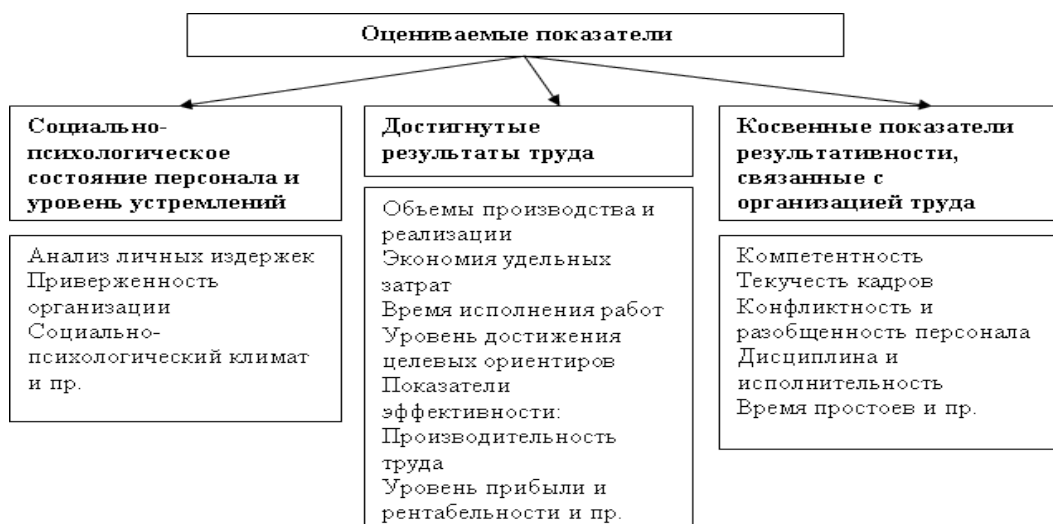 Оцениваемые показатели
Социально-
психологическое
состояние персонала и
уровень устремлений
Анализ личных издержек
Приверженность
организации
Социально-
психологический климат
и пр.
Достигнутые
результаты труда
Объемы производства и
реализации
Экономия удельных
затрат
Время исполнения работ
Уровень достижения
целевых ориентиров
Показатели
эффективности:
Производительность
труда
Уровень прибыли и
рентабельности и пр.
Косвенные показатели
результативности,
связанные с
организацией труда
Компетентность
Текучесть кадров
Конфликтность и
разобщенность персонала
Дисциплина и
исполнительность
Время простоев и пр.